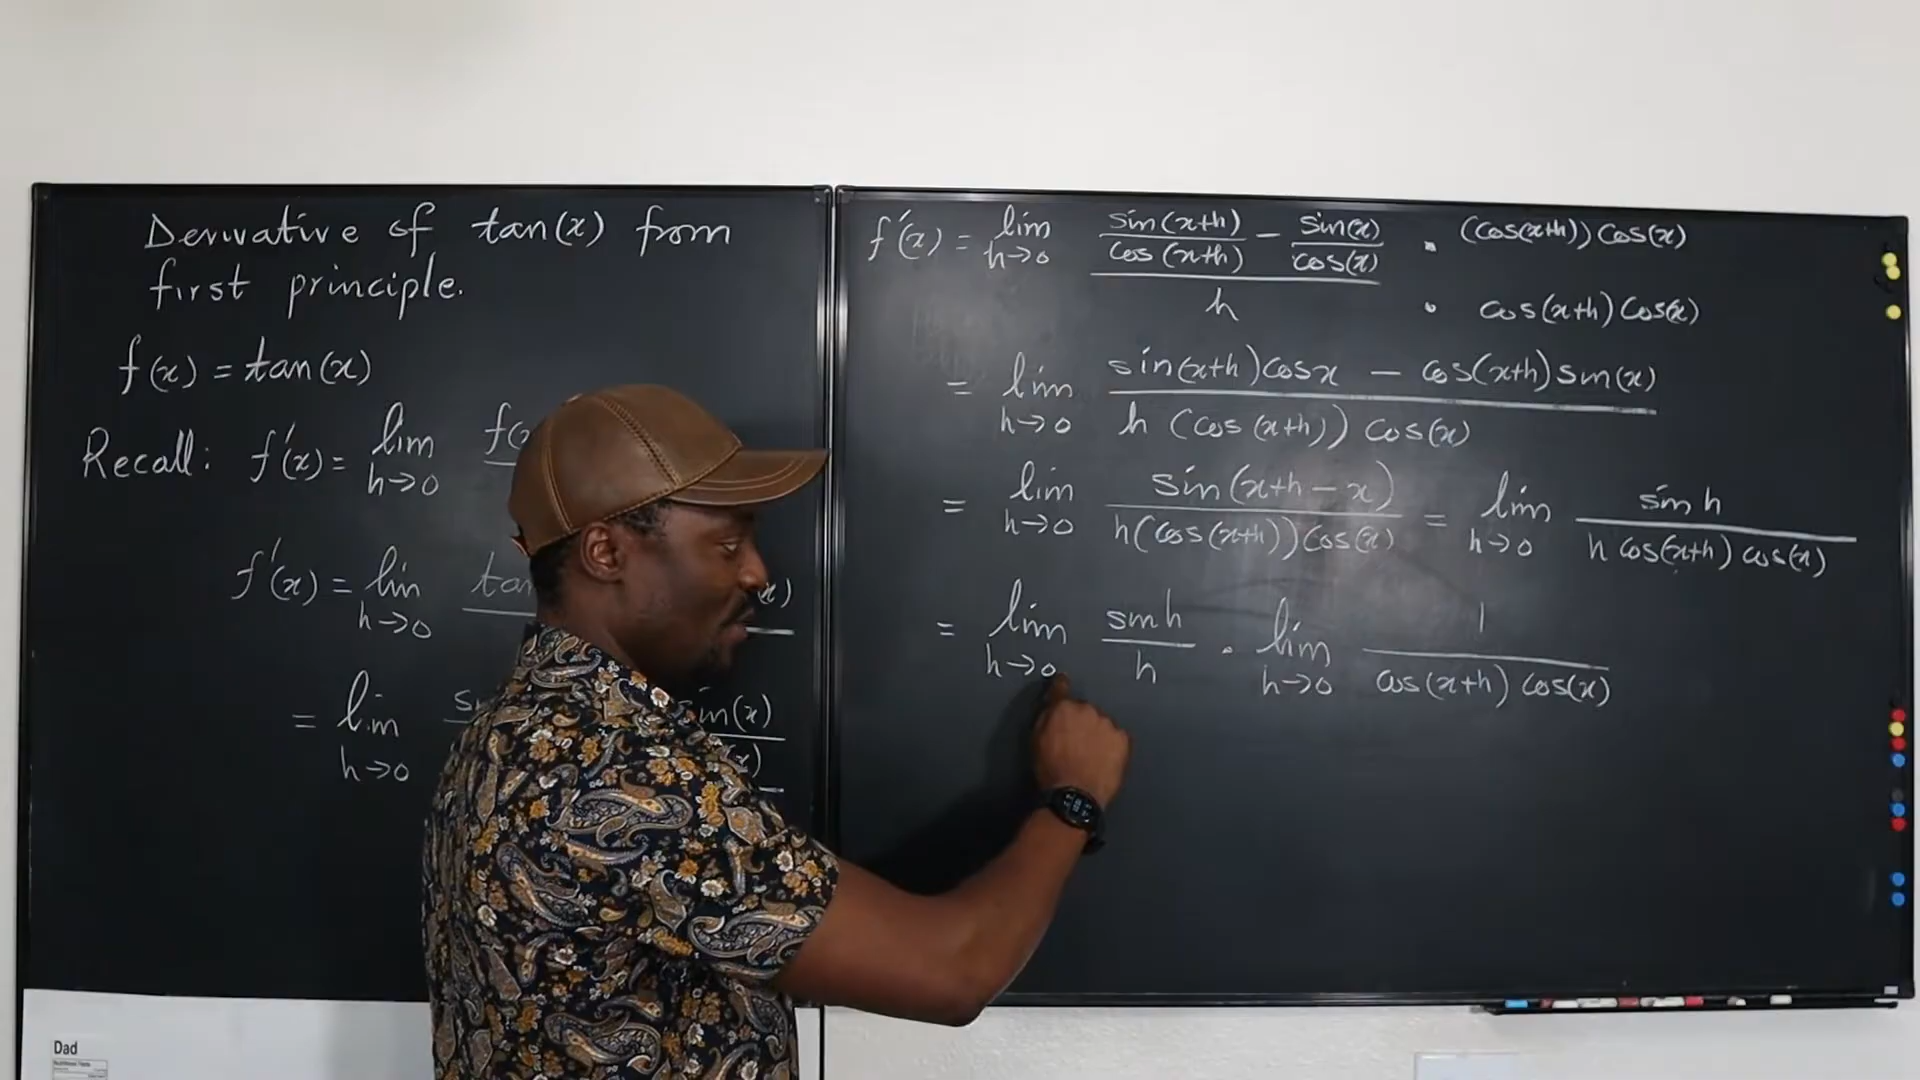 Derivative of tan(x) from
first principle.
f(x) = tan(x)
Recall: f'(x) = lim h→0
f'(x) = lim h→0
= lim h→0 sin(x)
f'(x) = lim h→0 (sin(x+h)/cos(x+h) − sin(x)/cos(x))/h · (cos(x+h)) cos(x) / · cos(x+h) cos(x)
= lim h→0 (sin(x+h)cosx − cos(x+h)sin(x)) / (h (cos(x+h)) cos(x))
= lim h→0 sin(x+h−x) / (h(cos(x+h))cos(x)) = lim h→0 sin h / (h cos(x+h) cos(x))
= lim h→0 sin h / h · lim h→0 1 / (cos(x+h) cos(x))
Dad